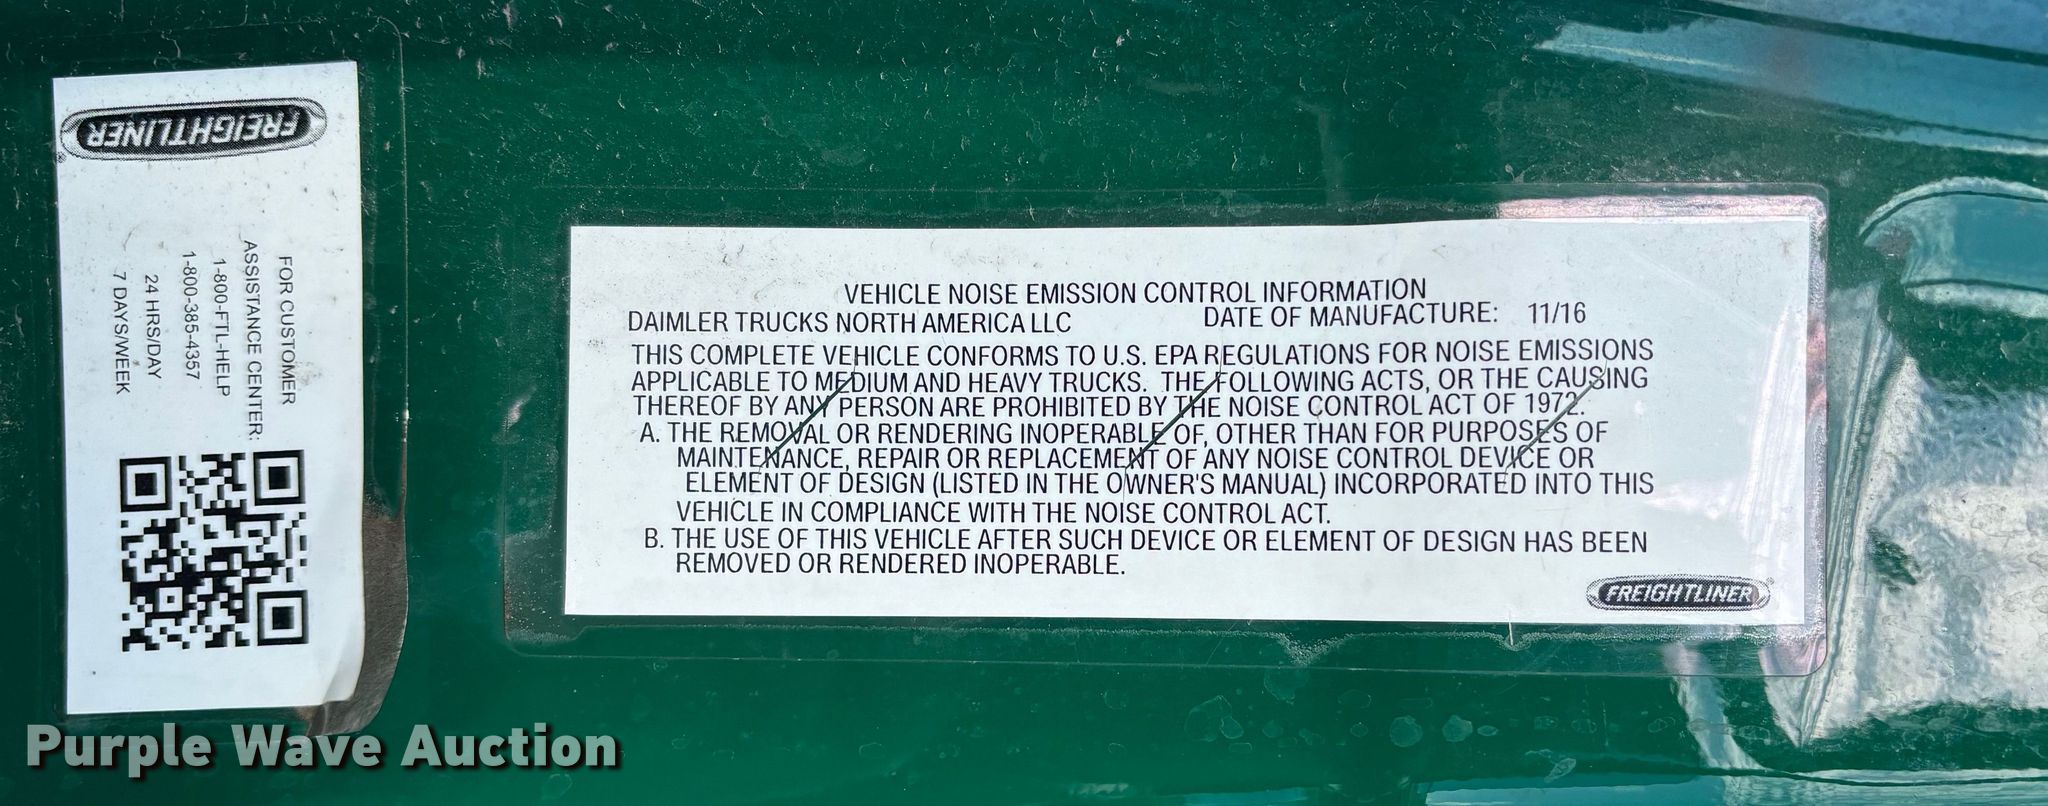 FREIGHTLINER
FOR CUSTOMER
ASSISTANCE CENTER:
1-800-FTL-HELP
1-800-385-4357
24 HRS/DAY
7 DAYS/WEEK
VEHICLE NOISE EMISSION CONTROL INFORMATION
DAIMLER TRUCKS NORTH AMERICA LLC DATE OF MANUFACTURE: 11/16
THIS COMPLETE VEHICLE CONFORMS TO U.S. EPA REGULATIONS FOR NOISE EMISSIONS
APPLICABLE TO MEDIUM AND HEAVY TRUCKS. THE FOLLOWING ACTS, OR THE CAUSING
THEREOF BY ANY PERSON ARE PROHIBITED BY THE NOISE CONTROL ACT OF 1972.
A. THE REMOVAL OR RENDERING INOPERABLE OF, OTHER THAN FOR PURPOSES OF
MAINTENANCE, REPAIR OR REPLACEMENT OF ANY NOISE CONTROL DEVICE OR
ELEMENT OF DESIGN (LISTED IN THE OWNER'S MANUAL) INCORPORATED INTO THIS
VEHICLE IN COMPLIANCE WITH THE NOISE CONTROL ACT.
B. THE USE OF THIS VEHICLE AFTER SUCH DEVICE OR ELEMENT OF DESIGN HAS BEEN
REMOVED OR RENDERED INOPERABLE.
FREIGHTLINER
Purple Wave Auction